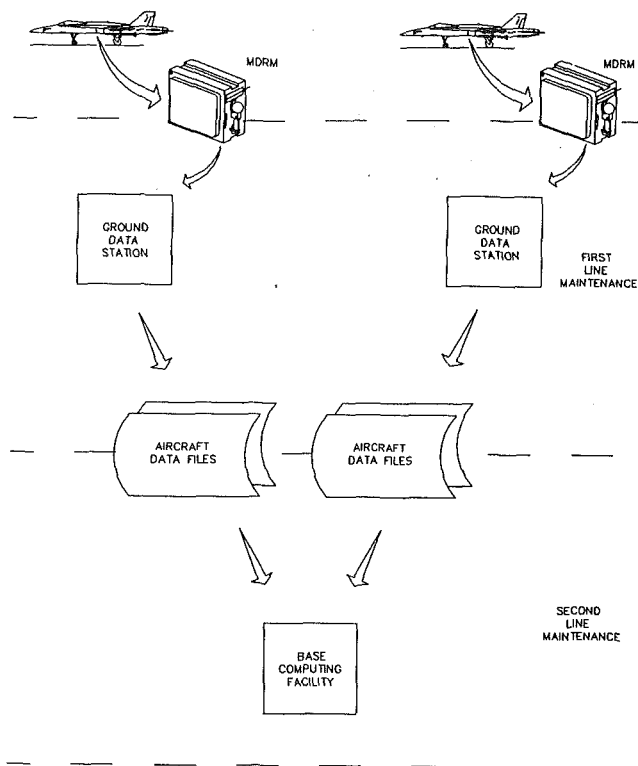 MDRM
MDRM
GROUND
DATA
STATION
GROUND
DATA
STATION
FIRST
LINE
MAINTENANCE
AIRCRAFT
DATA FILES
AIRCRAFT
DATA FILES
SECOND
LINE
MAINTENANCE
BASE
COMPUTING
FACILITY